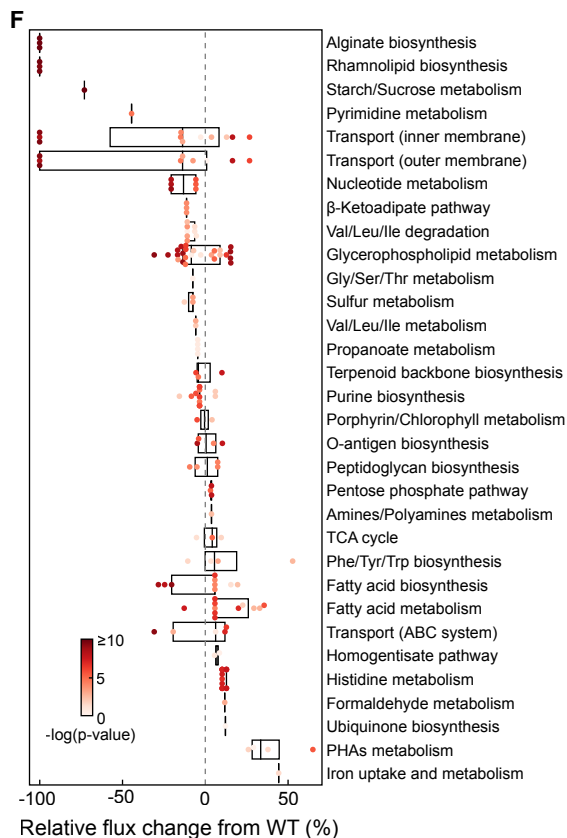 F
Alginate biosynthesis
Rhamnolipid biosynthesis
Starch/Sucrose metabolism
Pyrimidine metabolism
Transport (inner membrane)
Transport (outer membrane)
Nucleotide metabolism
β-Ketoadipate pathway
Val/Leu/Ile degradation
Glycerophospholipid metabolism
Gly/Ser/Thr metabolism
Sulfur metabolism
Val/Leu/Ile metabolism
Propanoate metabolism
Terpenoid backbone biosynthesis
Purine biosynthesis
Porphyrin/Chlorophyll metabolism
O-antigen biosynthesis
Peptidoglycan biosynthesis
Pentose phosphate pathway
Amines/Polyamines metabolism
TCA cycle
Phe/Tyr/Trp biosynthesis
Fatty acid biosynthesis
Fatty acid metabolism
Transport (ABC system)
Homogentisate pathway
Histidine metabolism
Formaldehyde metabolism
Ubiquinone biosynthesis
PHAs metabolism
Iron uptake and metabolism
≥10
5
0
-log(p-value)
-100 -50 0 50
Relative flux change from WT (%)